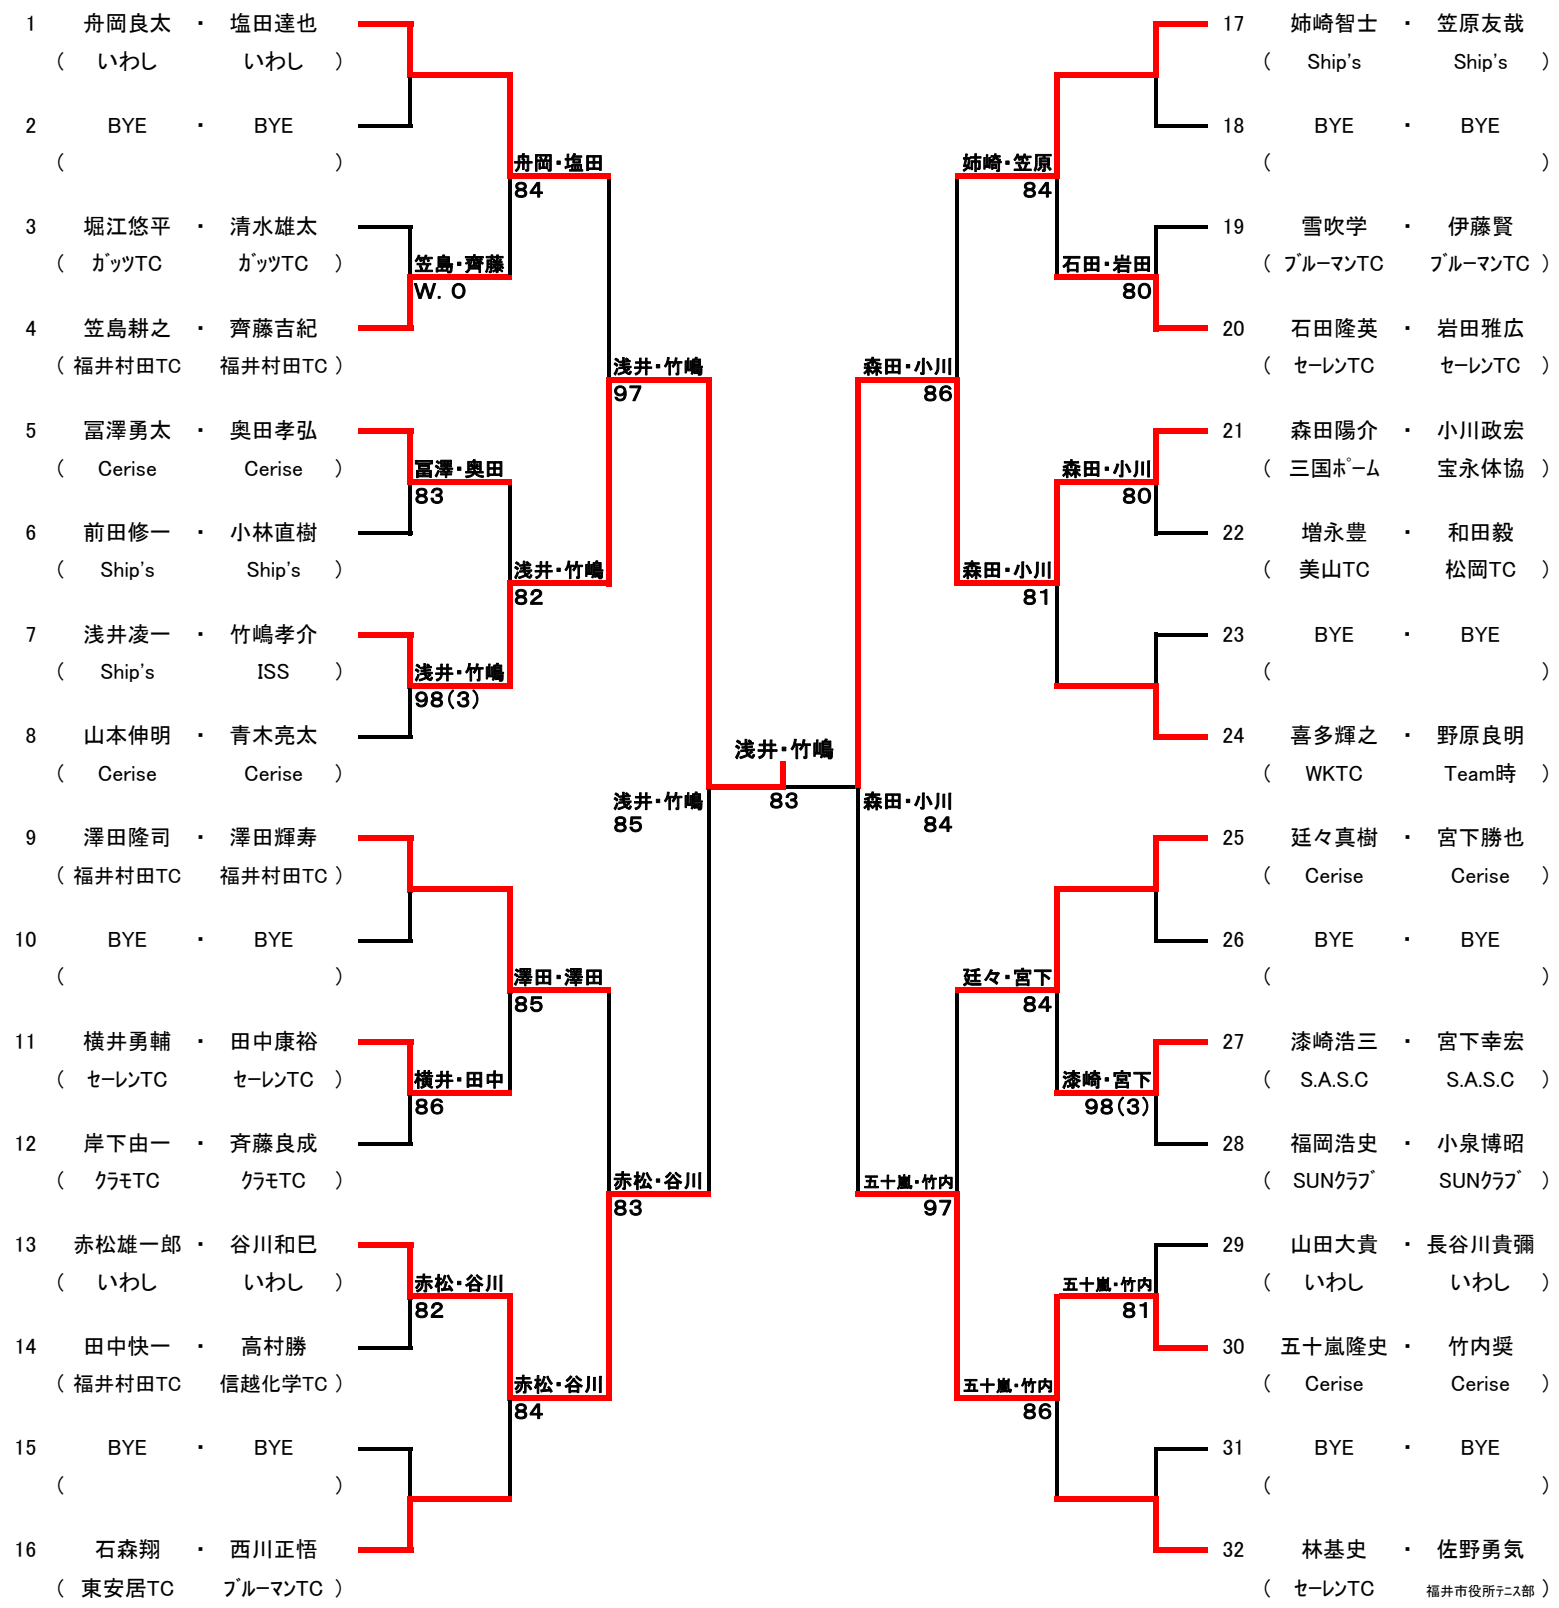 1 舟岡良太 ・ 塩田達也
( いわし いわし )
2 BYE ・ BYE
( )
3 堀江悠平 ・ 清水雄太
( ガッツTC ガッツTC )
4 笠島耕之 ・ 齊藤吉紀
( 福井村田TC 福井村田TC )
5 冨澤勇太 ・ 奥田孝弘
( Cerise Cerise )
6 前田修一 ・ 小林直樹
( Ship's Ship's )
7 浅井凌一 ・ 竹嶋孝介
( Ship's ISS )
8 山本伸明 ・ 青木亮太
( Cerise Cerise )
9 澤田隆司 ・ 澤田輝寿
( 福井村田TC 福井村田TC )
10 BYE ・ BYE
( )
11 横井勇輔 ・ 田中康裕
( セーレンTC セーレンTC )
12 岸下由一 ・ 斉藤良成
( クラモTC クラモTC )
13 赤松雄一郎 ・ 谷川和巳
( いわし いわし )
14 田中快一 ・ 高村勝
( 福井村田TC 信越化学TC )
15 BYE ・ BYE
( )
16 石森翔 ・ 西川正悟
( 東安居TC ブルーマンTC )
笠島・齊藤
W.O
冨澤・奥田
83
浅井・竹嶋
98(3)
横井・田中
86
赤松・谷川
82
舟岡・塩田
84
浅井・竹嶋
82
澤田・澤田
85
赤松・谷川
84
浅井・竹嶋
97
赤松・谷川
83
浅井・竹嶋
85
浅井・竹嶋
83
森田・小川
84
森田・小川
86
五十嵐・竹内
97
姉崎・笠原
84
森田・小川
81
廷々・宮下
84
五十嵐・竹内
86
石田・岩田
80
森田・小川
80
漆崎・宮下
98(3)
五十嵐・竹内
81
17 姉崎智士 ・ 笠原友哉
( Ship's Ship's )
18 BYE ・ BYE
( )
19 雪吹学 ・ 伊藤賢
( ブルーマンTC ブルーマンTC )
20 石田隆英 ・ 岩田雅広
( セーレンTC セーレンTC )
21 森田陽介 ・ 小川政宏
( 三国ポーム 宝永体協 )
22 増永豊 ・ 和田毅
( 美山TC 松岡TC )
23 BYE ・ BYE
( )
24 喜多輝之 ・ 野原良明
( WKTC Team時 )
25 廷々真樹 ・ 宮下勝也
( Cerise Cerise )
26 BYE ・ BYE
( )
27 漆崎浩三 ・ 宮下幸宏
( S.A.S.C S.A.S.C )
28 福岡浩史 ・ 小泉博昭
( SUNクラブ SUNクラブ )
29 山田大貴 ・ 長谷川貴彌
( いわし いわし )
30 五十嵐隆史 ・ 竹内奨
( Cerise Cerise )
31 BYE ・ BYE
( )
32 林基史 ・ 佐野勇気
( セーレンTC 福井市役所テニス部 )